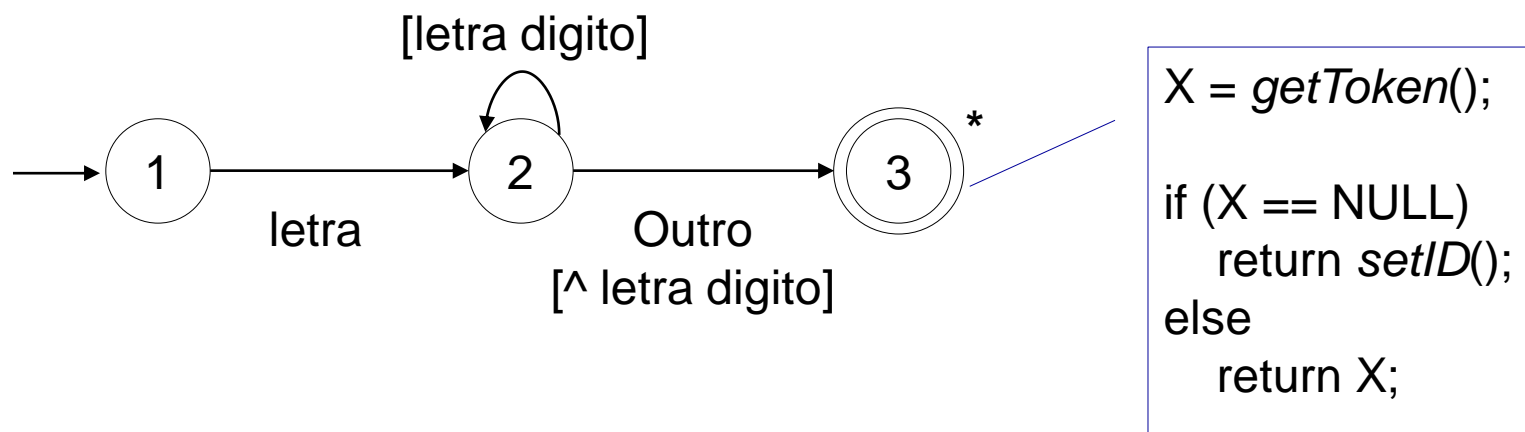 [letra digito]
1
2
3
*
letra
Outro
[^ letra digito]
X = getToken();
if (X == NULL)
return setID();
else
return X;